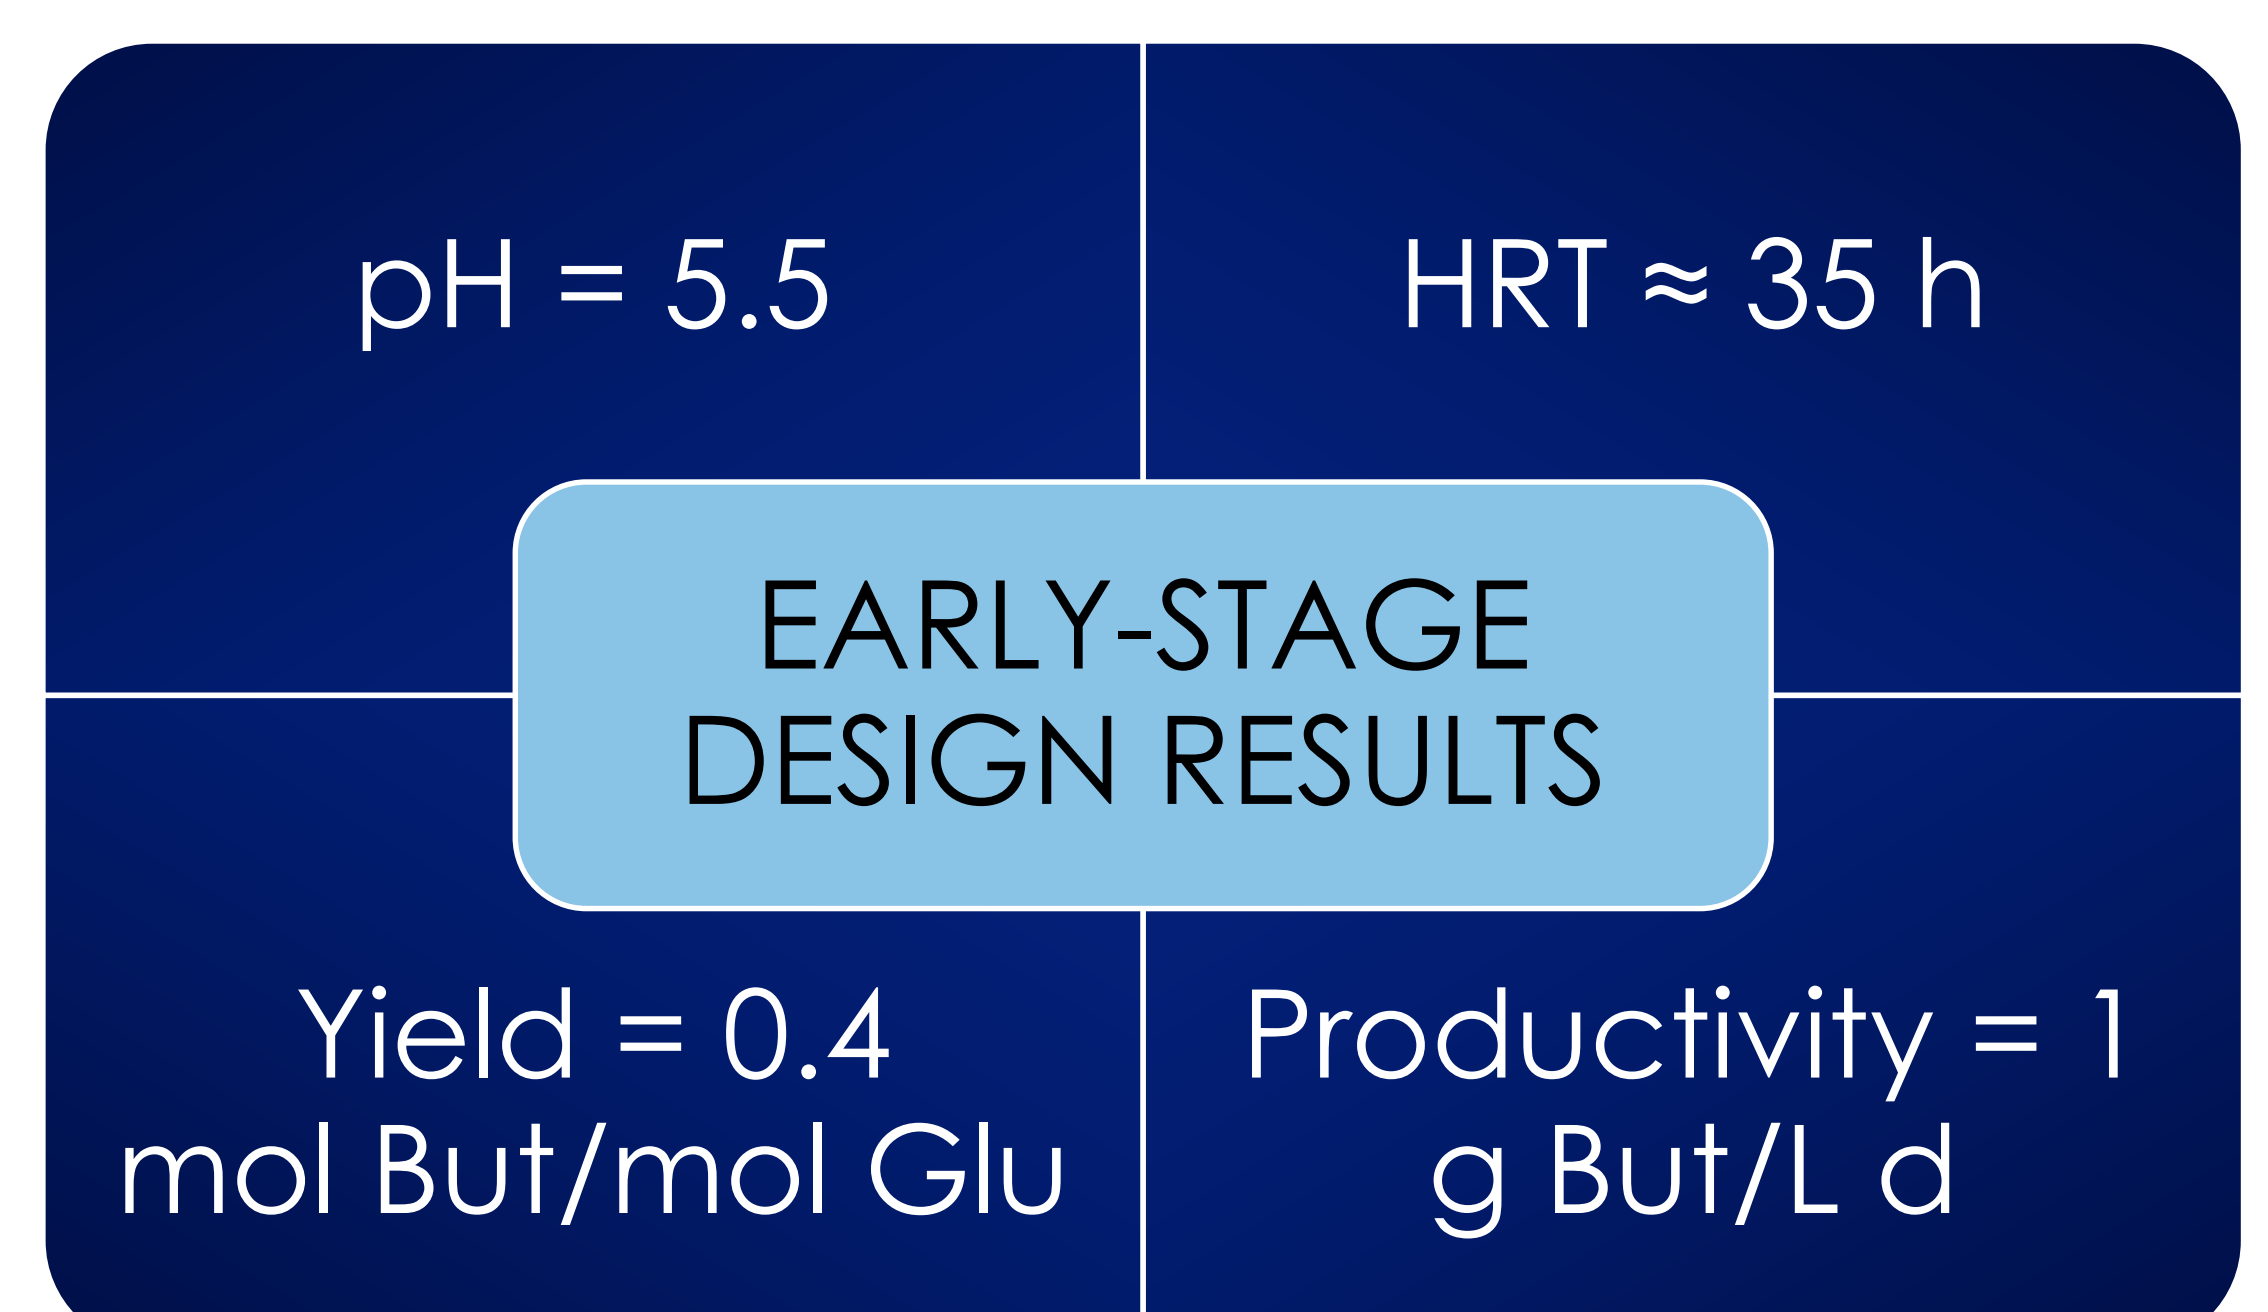 pH = 5.5
HRT ≈ 35 h
EARLY-STAGE
DESIGN RESULTS
Yield = 0.4
mol But/mol Glu
Productivity = 1
g But/L d